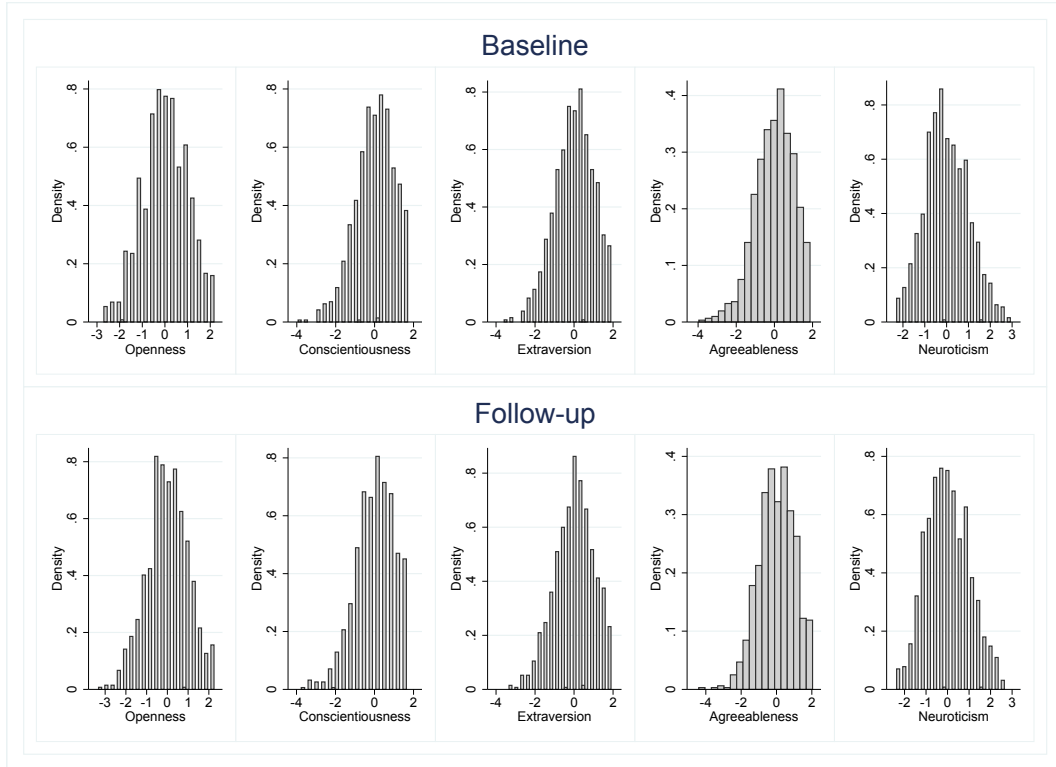 Baseline
Density
0 .2 .4 .6 .8
-3 -2 -1 0 1 2
Openness
Density
0 .2 .4 .6 .8
-4 -2 0 2
Conscientiousness
Density
0 .2 .4 .6 .8
-4 -2 0 2
Extraversion
Density
0 .1 .2 .3 .4
-4 -2 0 2
Agreeableness
Density
0 .2 .4 .6 .8
-2 -1 0 1 2 3
Neuroticism
Follow-up
Density
0 .2 .4 .6 .8
-3 -2 -1 0 1 2
Openness
Density
0 .2 .4 .6 .8
-4 -2 0 2
Conscientiousness
Density
0 .2 .4 .6 .8
-4 -2 0 2
Extraversion
Density
0 .1 .2 .3 .4
-4 -2 0 2
Agreeableness
Density
0 .2 .4 .6 .8
-2 -1 0 1 2 3
Neuroticism